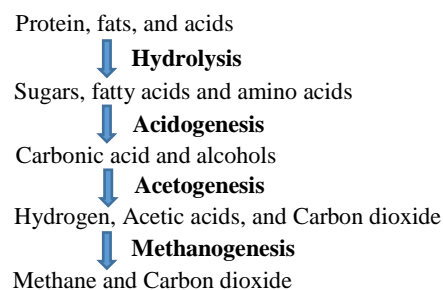 Protein, fats, and acids
Hydrolysis
Sugars, fatty acids and amino acids
Acidogenesis
Carbonic acid and alcohols
Acetogenesis
Hydrogen, Acetic acids, and Carbon dioxide
Methanogenesis
Methane and Carbon dioxide